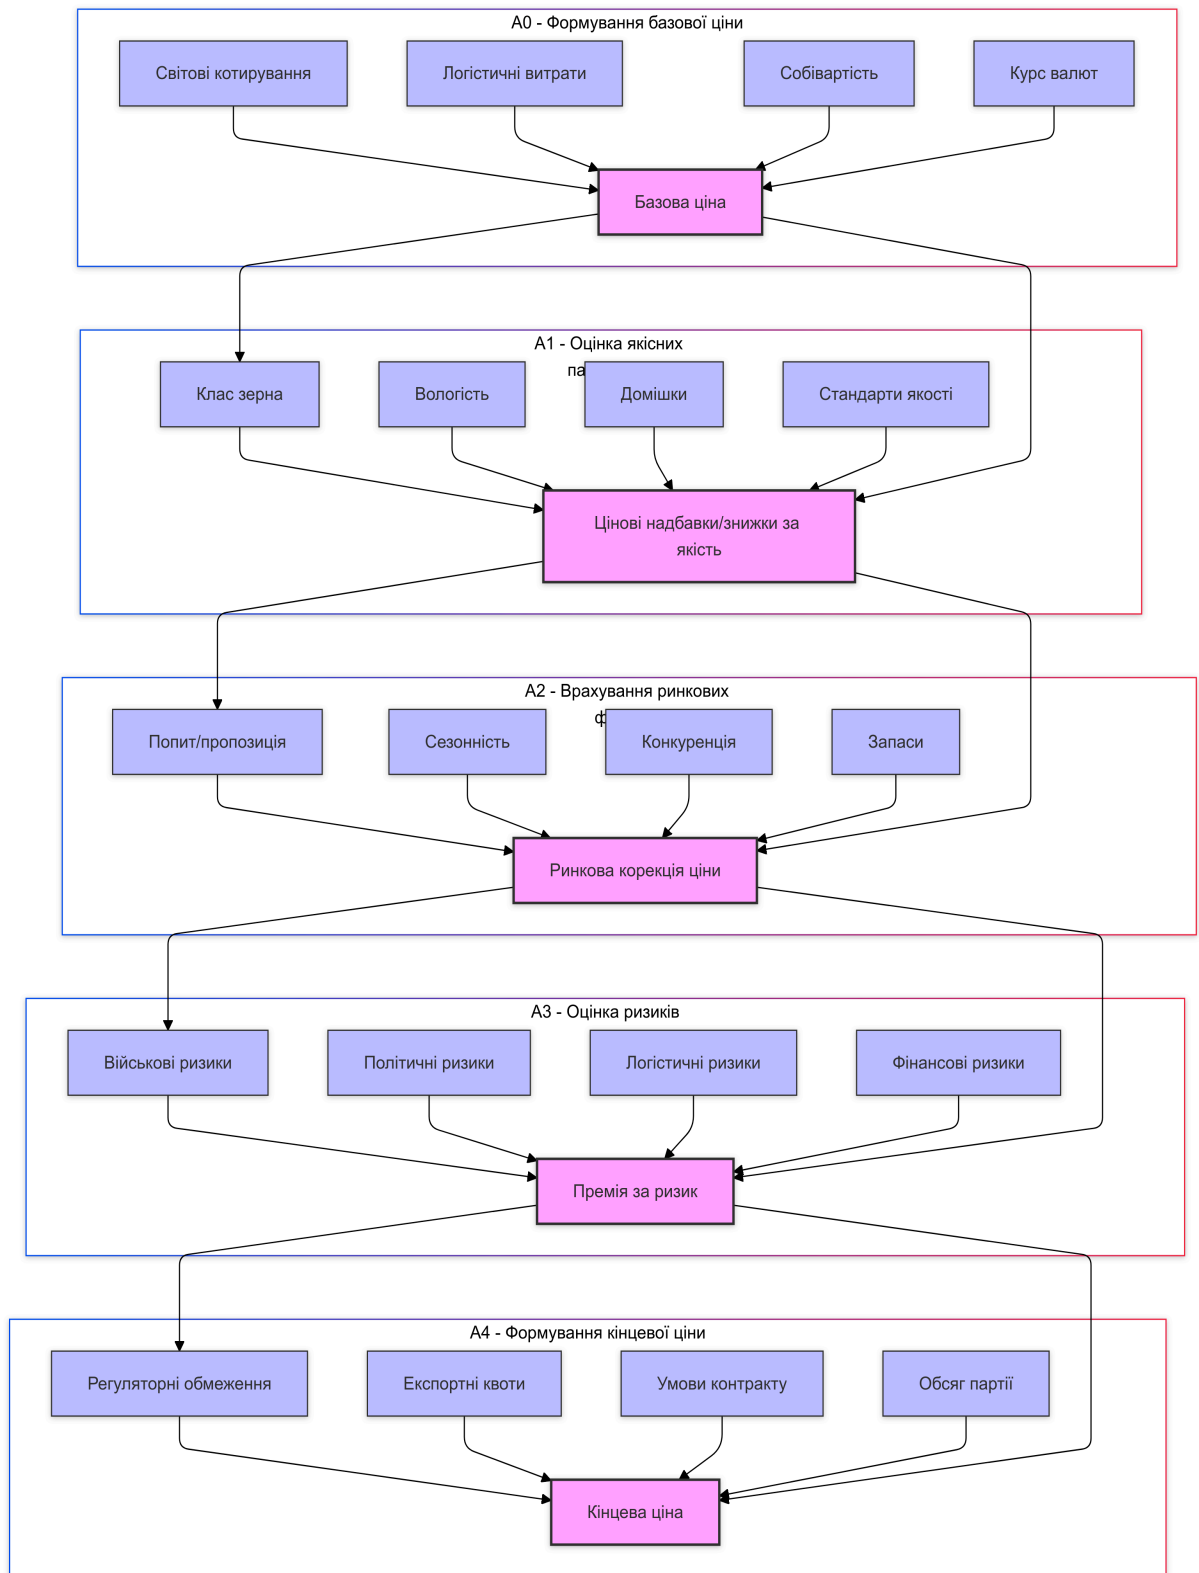 А0 - Формування базової ціни
Світові котирування
Логістичні витрати
Собівартість
Курс валют
Базова ціна
А1 - Оцінка якісних
Клас зерна
Вологість
Домішки
Стандарти якості
Цінові надбавки/знижки за
якість
А2 - Врахування ринкових
Попит/пропозиція
Сезонність
Конкуренція
Запаси
Ринкова корекція ціни
А3 - Оцінка ризиків
Військові ризики
Політичні ризики
Логістичні ризики
Фінансові ризики
Премія за ризик
А4 - Формування кінцевої ціни
Регуляторні обмеження
Експортні квоти
Умови контракту
Обсяг партії
Кінцева ціна